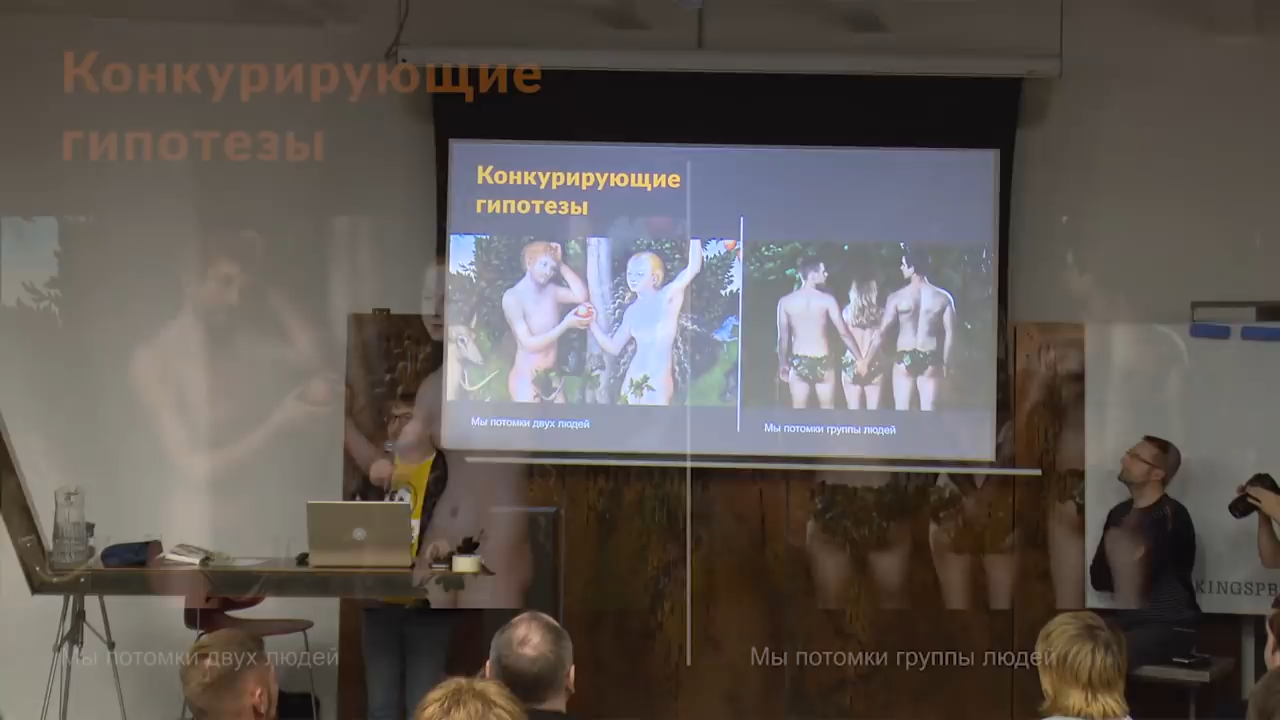 Конкурирующие
гипотезы
Конкурирующие
гипотезы
Мы потомки двух людей
Мы потомки группы людей
KINGSPB
Мы потомки двух людей
Мы потомки группы людей